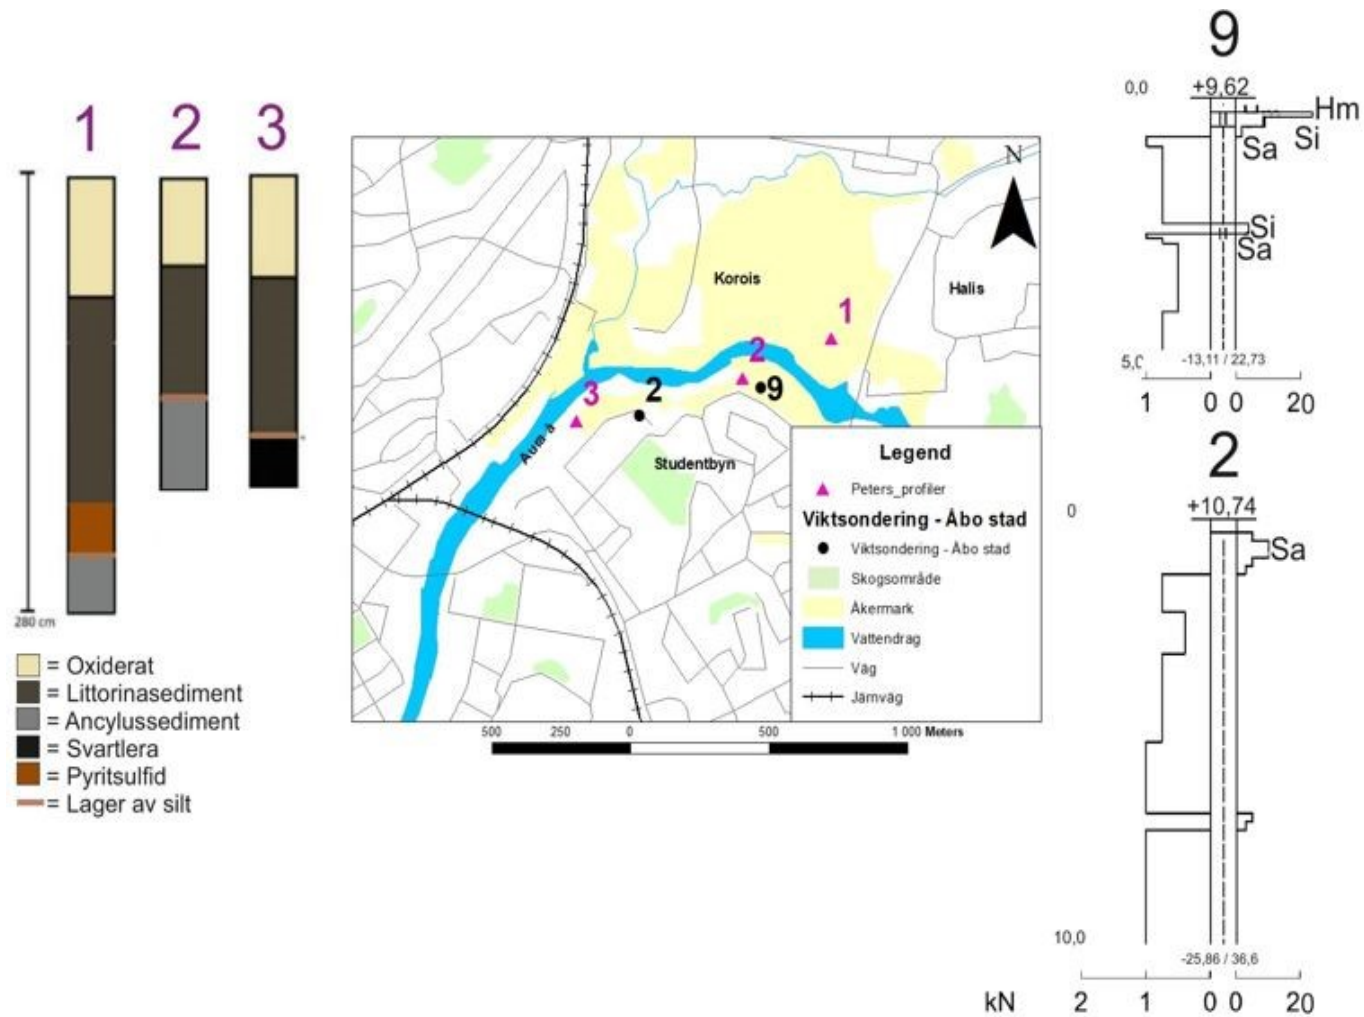 1
2
3
280 cm
= Oxiderat
= Littorinasediment
= Ancylussediment
= Svartlera
= Pyritsulfid
= Lager av silt
N
Korois
Halis
1
2
9
3
2
Aura å
Studentbyn
Legend
Peters_profiler
Viktsondering - Åbo stad
Viktsondering - Åbo stad
Skogsområde
Åkermark
Vattendrag
Väg
Järnväg
500 250 0 500 1 000 Meters
9
0,0
+9,62
Hm
Si
Sa
Si
Sa
5,0
-13,11 / 22,73
1 0 0 20
2
0
+10,74
Sa
10,0
-25,86 / 36,6
kN 2 1 0 0 20